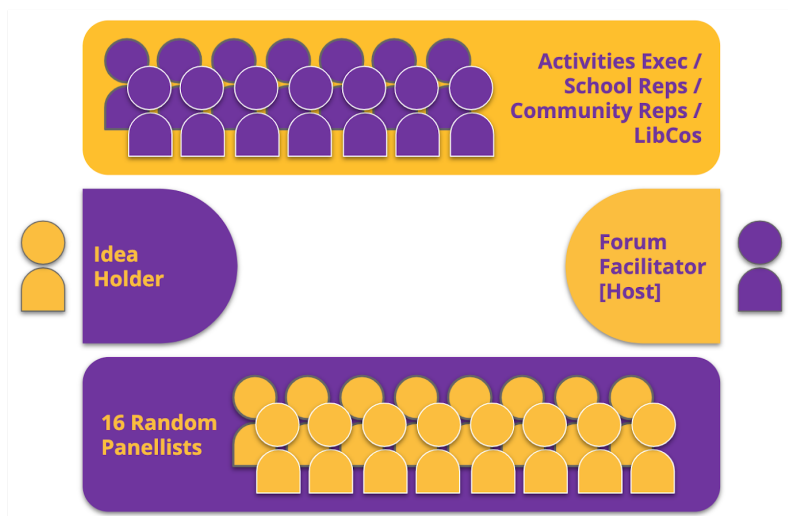 Activities Exec /
School Reps /
Community Reps /
LibCos
Idea
Holder
Forum
Facilitator
[Host]
16 Random
Panellists